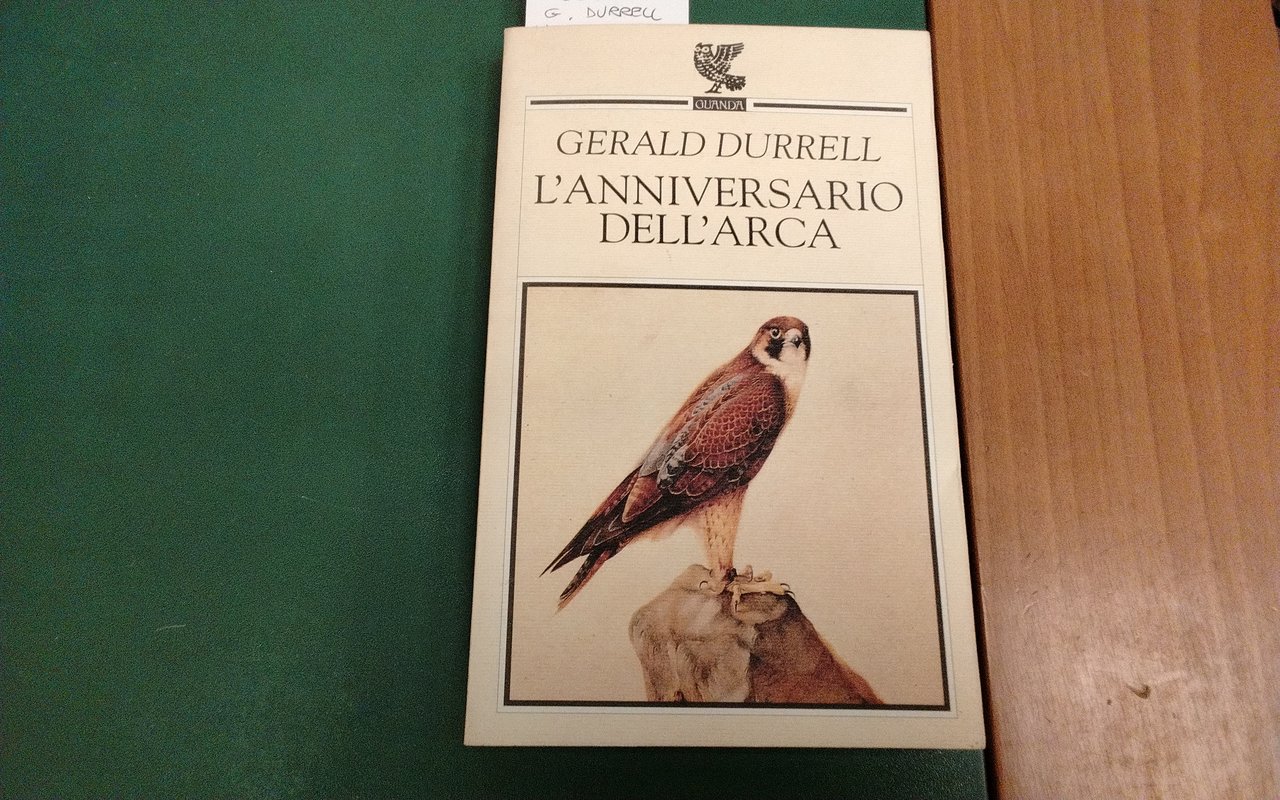 G. DURRELL
GUANDA
GERALD DURRELL
L'ANNIVERSARIO
DELL'ARCA